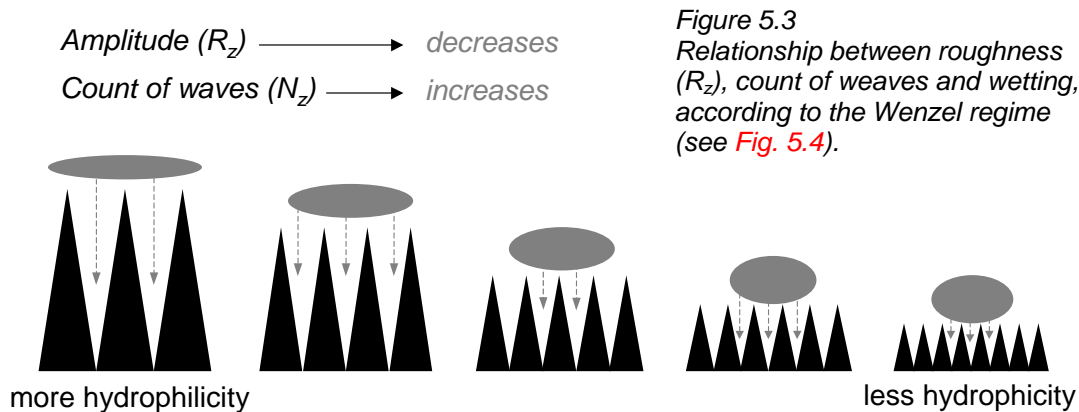 Amplitude (Rz) decreases
Count of waves (Nz) increases
Figure 5.3
Relationship between roughness
(Rz), count of weaves and wetting,
according to the Wenzel regime
(see Fig. 5.4).
more hydrophilicity
less hydrophicity